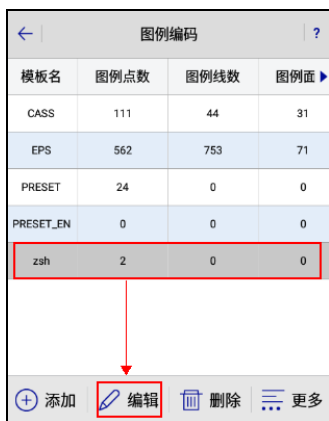 ← 图例编码 ?
模板名 图例点数 图例线数 图例面
CASS 111 44 31
EPS 562 753 71
PRESET 24 0 0
PRESET_EN 0 0 0
zsh 2 0 0
添加 编辑 删除 更多